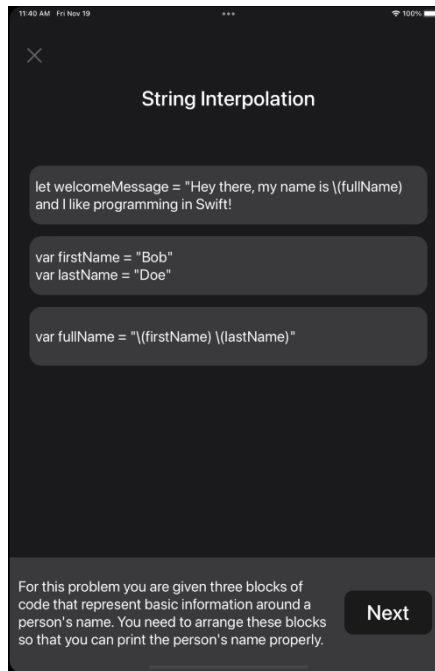 11:40 AM Fri Nov 19
100%
String Interpolation
let welcomeMessage = "Hey there, my name is \(fullName)
and I like programming in Swift!
var firstName = "Bob"
var lastName = "Doe"
var fullName = "\(firstName) \(lastName)"
For this problem you are given three blocks of
code that represent basic information around a
person's name. You need to arrange these blocks
so that you can print the person's name properly.
Next